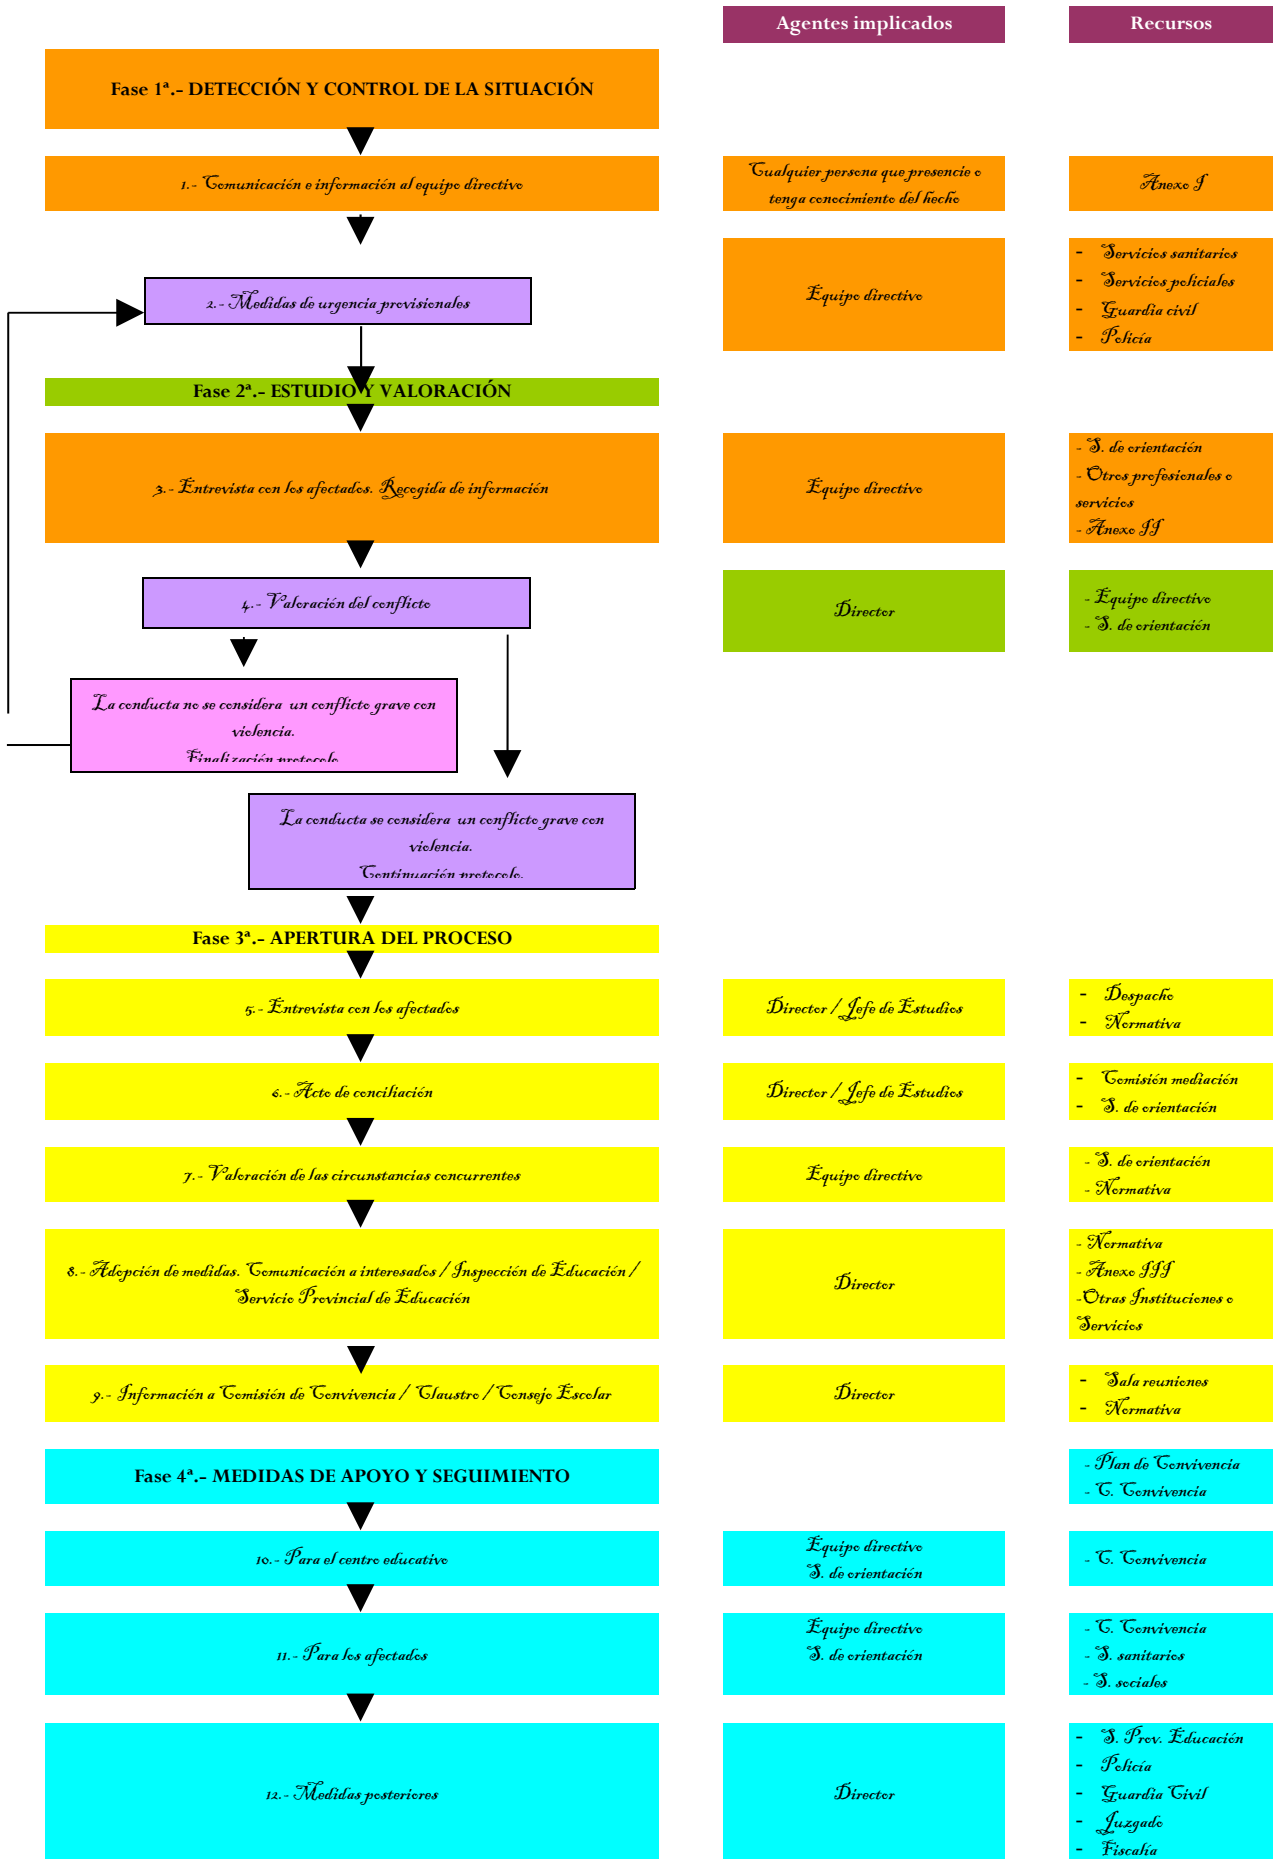 Agentes implicados
Recursos
Fase 1ª.- DETECCIÓN Y CONTROL DE LA SITUACIÓN
1.- Comunicación e información al equipo directivo
Cualquier persona que presencie o
tenga conocimiento del hecho
Anexo I
2.- Medidas de urgencia provisionales
Equipo directivo
- Servicios sanitarios
- Servicios policiales
- Guardia civil
- Policía
Fase 2ª.- ESTUDIO Y VALORACIÓN
3.- Entrevista con los afectados. Recogida de información
Equipo directivo
- S. de orientación
- Otros profesionales o
servicios
- Anexo II
4.- Valoración del conflicto
Director
- Equipo directivo
- S. de orientación
La conducta no se considera un conflicto grave con
violencia.
Finalización protocolo
La conducta se considera un conflicto grave con
violencia.
Continuación protocolo.
Fase 3ª.- APERTURA DEL PROCESO
5.- Entrevista con los afectados
Director / Jefe de Estudios
- Despacho
- Normativa
6.- Acto de conciliación
Director / Jefe de Estudios
- Comisión mediación
- S. de orientación
7.- Valoración de las circunstancias concurrentes
Equipo directivo
- S. de orientación
- Normativa
8.- Adopción de medidas. Comunicación a interesados / Inspección de Educación /
Servicio Provincial de Educación
Director
- Normativa
- Anexo III
-Otras Instituciones o
Servicios
9.- Información a Comisión de Convivencia / Claustro / Consejo Escolar
Director
- Sala reuniones
- Normativa
Fase 4ª.- MEDIDAS DE APOYO Y SEGUIMIENTO
- Plan de Convivencia
- C. Convivencia
10.- Para el centro educativo
Equipo directivo
S. de orientación
- C. Convivencia
11.- Para los afectados
Equipo directivo
S. de orientación
- C. Convivencia
- S. sanitarios
- S. sociales
12.- Medidas posteriores
Director
- S. Prov. Educación
- Policía
- Guardia Civil
- Juzgado
- Fiscalía